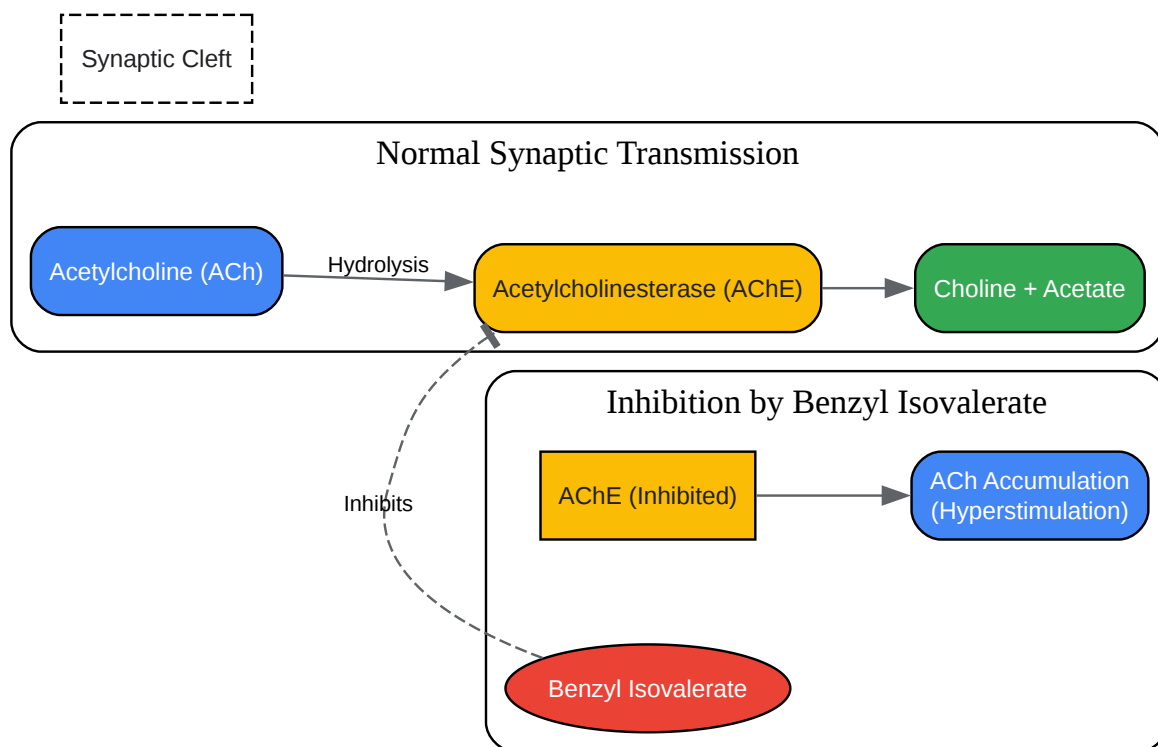 Synaptic Cleft
Normal Synaptic Transmission
Acetylcholine (ACh)
Hydrolysis
Acetylcholinesterase (AChE)
Choline + Acetate
Inhibition by Benzyl Isovalerate
AChE (Inhibited)
ACh Accumulation
(Hyperstimulation)
Inhibits
Benzyl Isovalerate